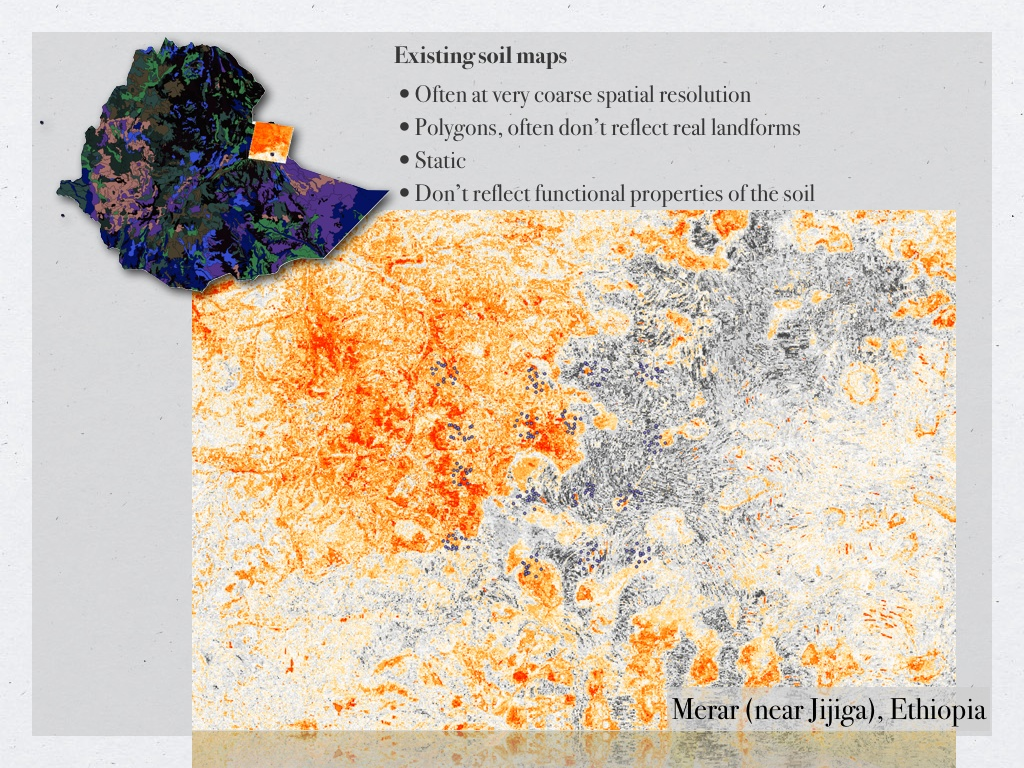 Existing soil maps
• Often at very coarse spatial resolution
• Polygons, often don't reflect real landforms
• Static
• Don't reflect functional properties of the soil
Merar (near Jijiga), Ethiopia